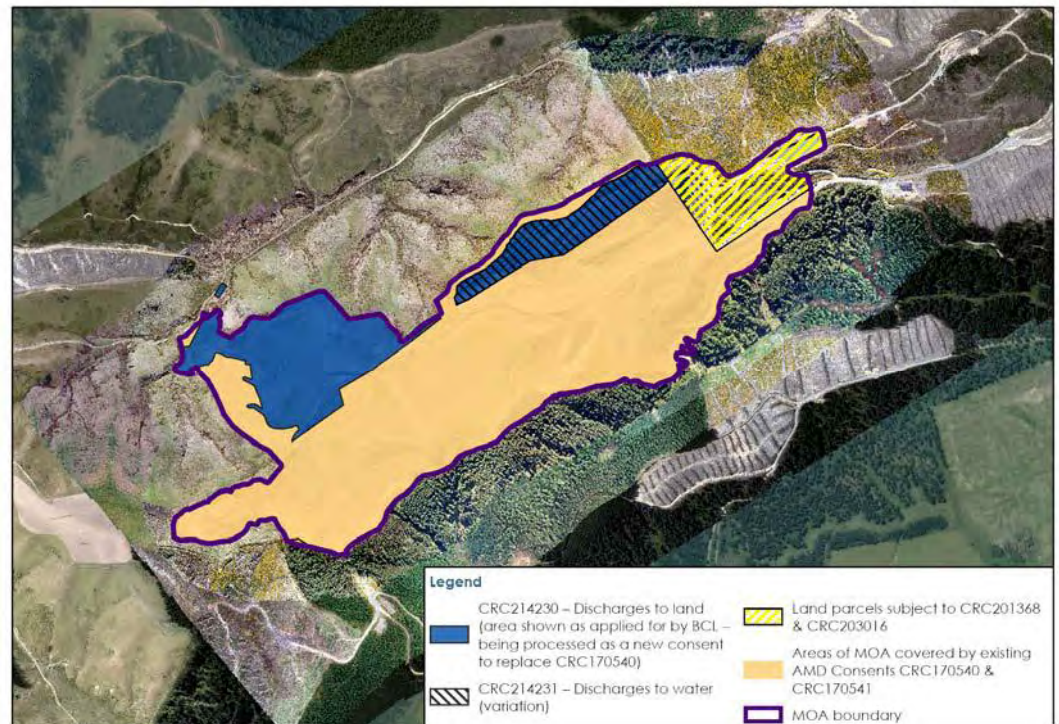 Legend
CRC214230 – Discharges to land
(area shown as applied for by BCL –
being processed as a new consent
to replace CRC170540)
CRC214231 – Discharges to water
(variation)
Land parcels subject to CRC201368
& CRC203016
Areas of MOA covered by existing
AMD Consents CRC170540 &
CRC170541
MOA boundary